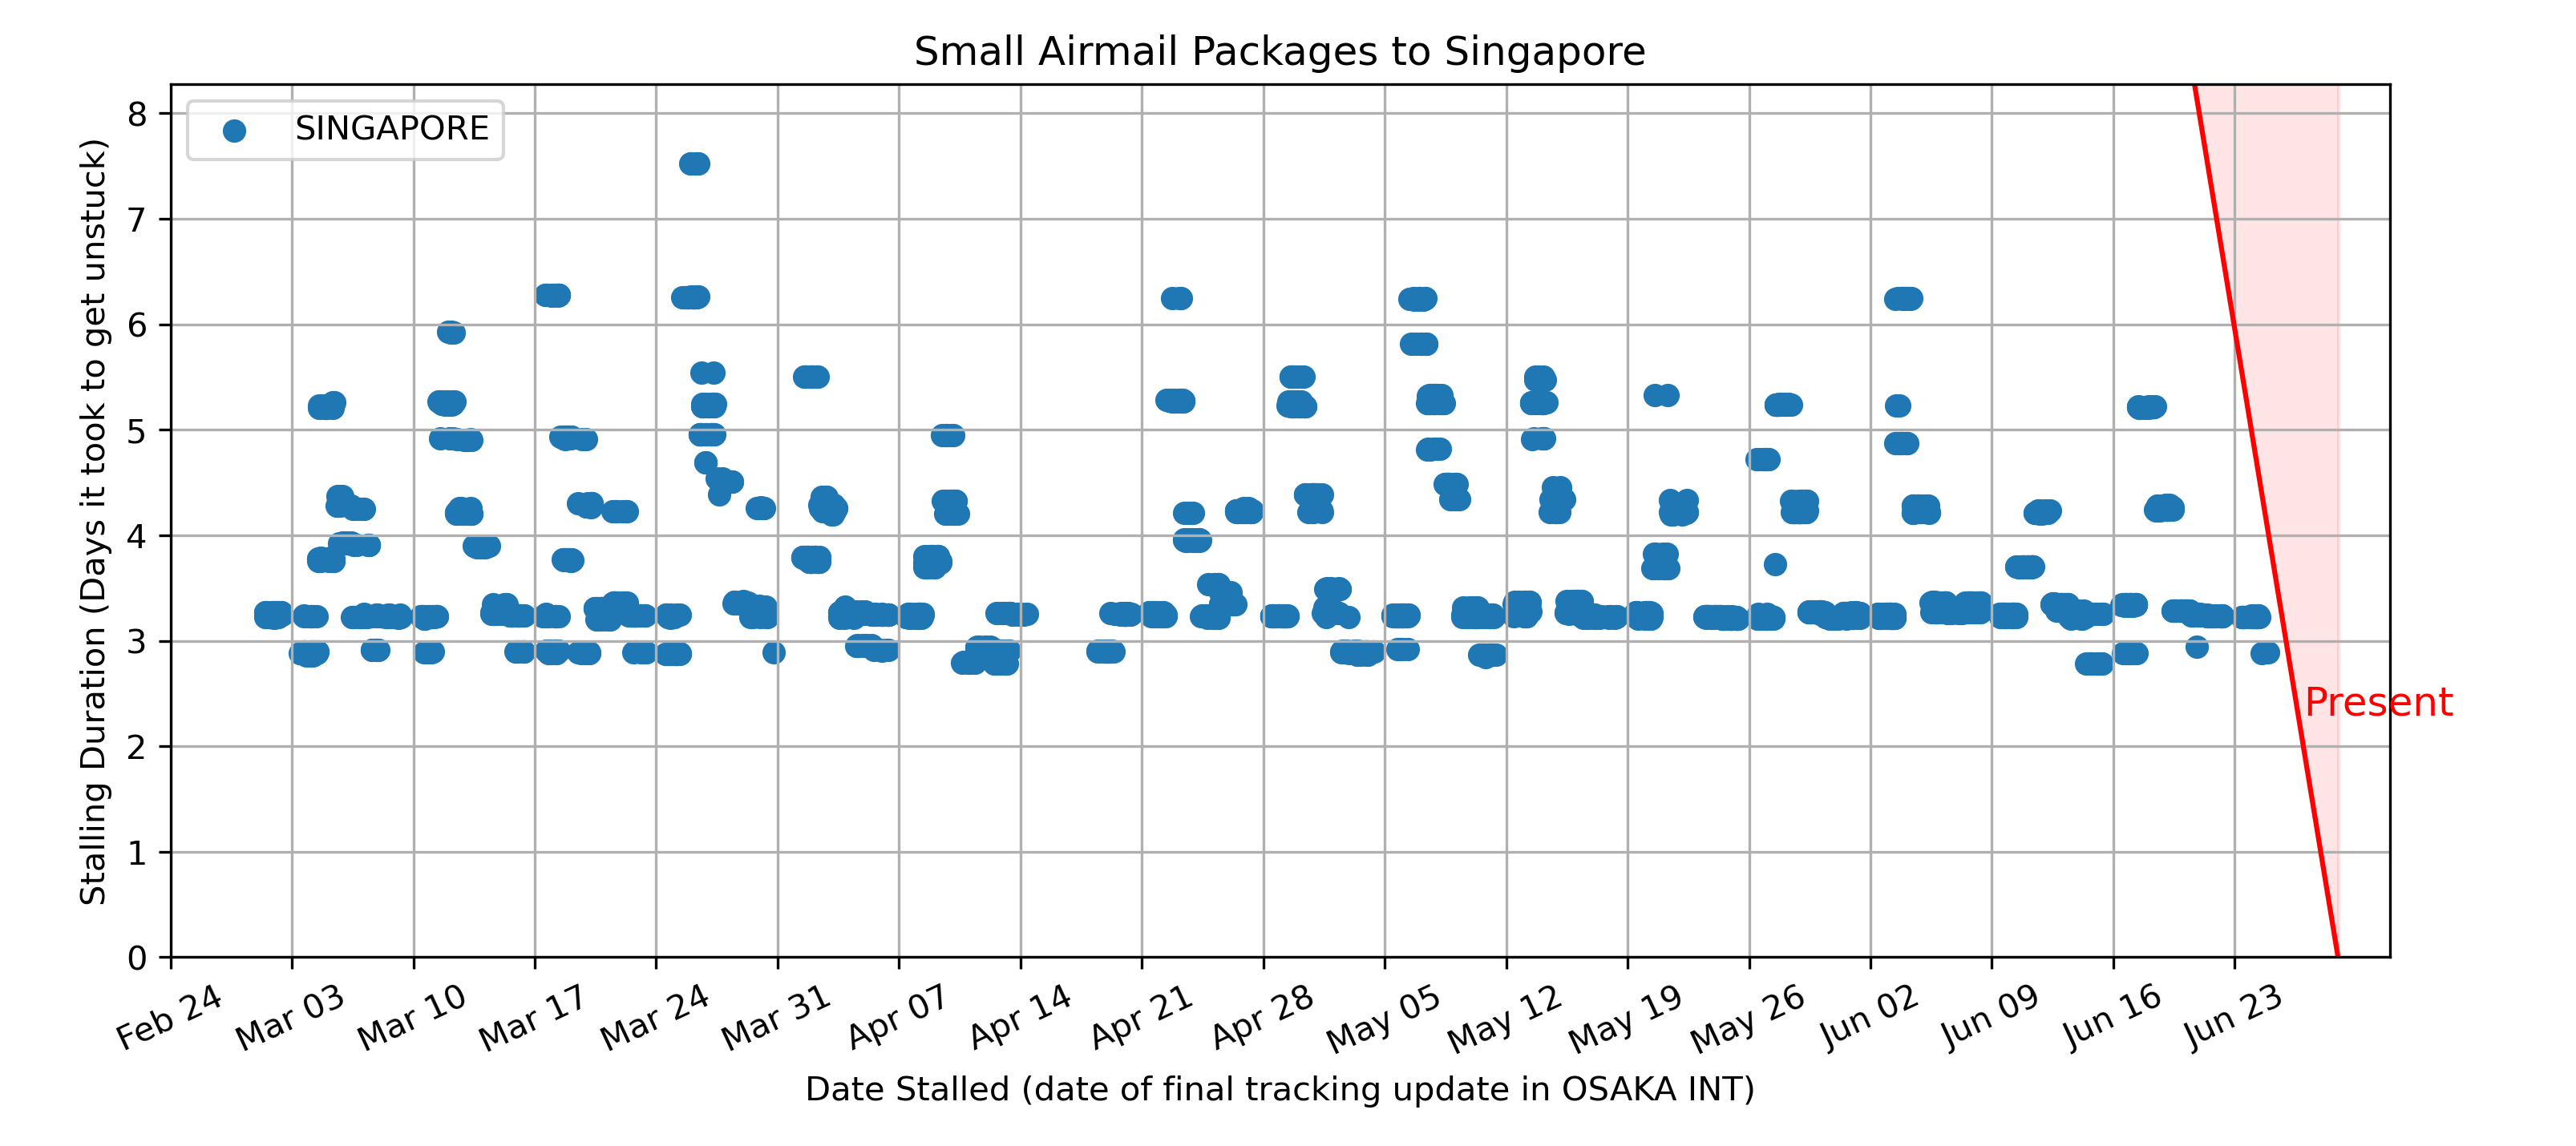 Small Airmail Packages to Singapore
SINGAPORE
Stalling Duration (Days it took to get unstuck)
8
7
6
5
4
3
2
1
0
Present
Feb 24
Mar 03
Mar 10
Mar 17
Mar 24
Mar 31
Apr 07
Apr 14
Apr 21
Apr 28
May 05
May 12
May 19
May 26
Jun 02
Jun 09
Jun 16
Jun 23
Date Stalled (date of final tracking update in OSAKA INT)